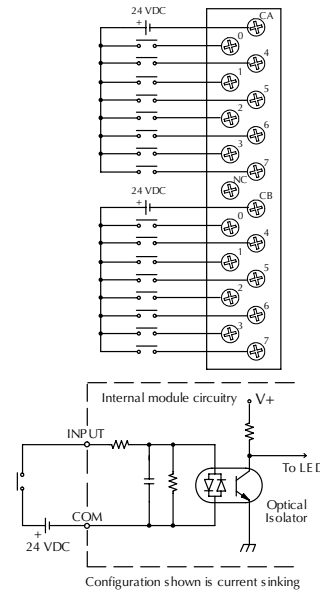 24 VDC
+
CA
0
4
1
5
2
6
3
7
NC
24 VDC
+
CB
0
4
1
5
2
6
3
7
Internal module circuitry
V+
INPUT
To LED
Optical
Isolator
COM
+
24 VDC
Configuration shown is current sinking